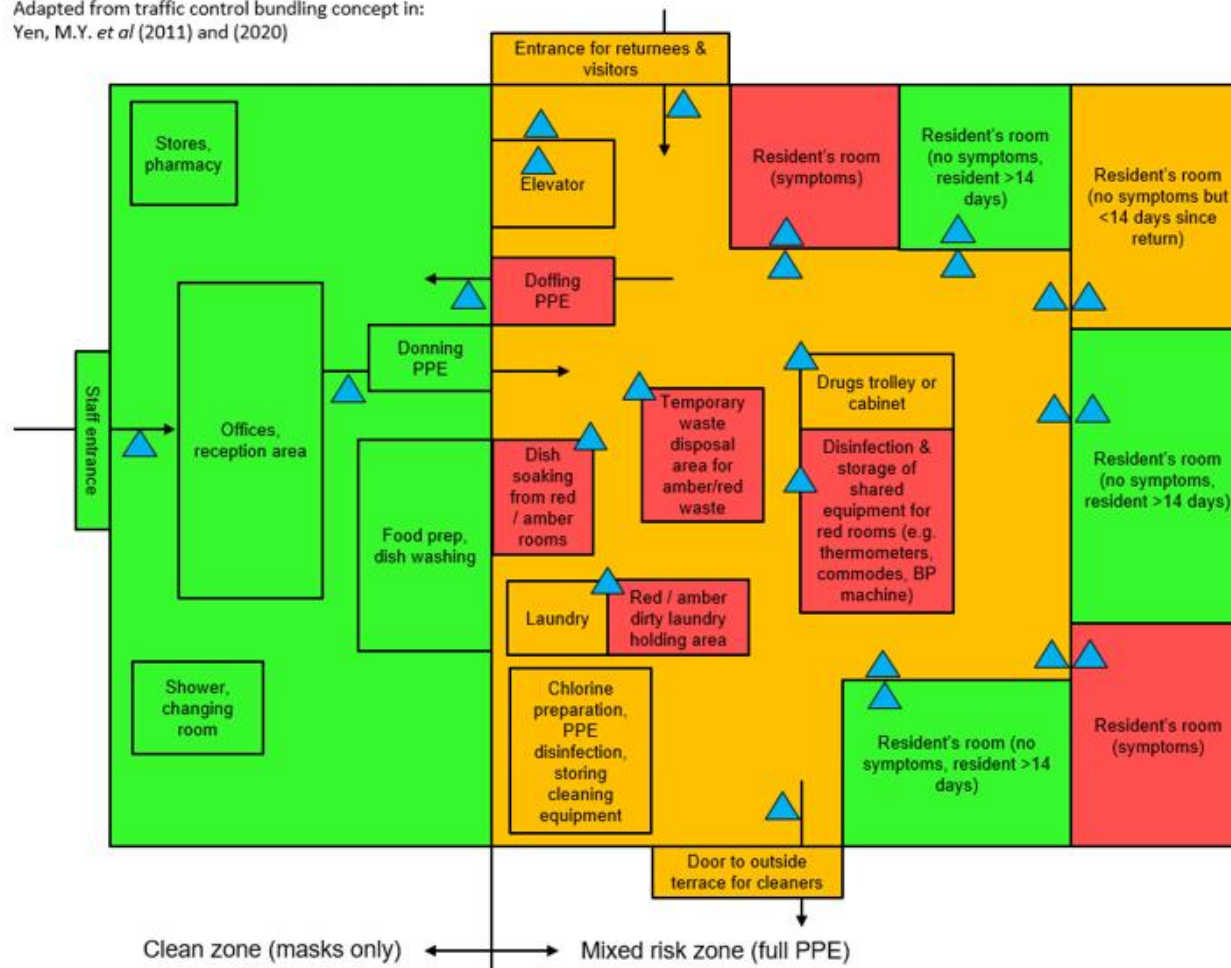 Adapted from traffic control bundling concept in:
Yen, M.Y. et al (2011) and (2020)
Entrance for returnees &
visitors
Stores,
pharmacy
Elevator
Resident's room
(symptoms)
Resident's room
(no symptoms,
resident >14
days)
Resident's room
(no symptoms but
<14 days since
return)
Doffing
PPE
Donning
PPE
Staff entrance
Offices,
reception area
Food prep,
dish washing
Dish
soaking
from red
/ amber
rooms
Temporary
waste
disposal
area for
amber/red
waste
Drugs trolley or
cabinet
Disinfection &
storage of
shared
equipment for
red rooms (e.g.
thermometers,
commodes, BP
machine)
Resident's room
(no symptoms,
resident >14 days)
Laundry
Red / amber
dirty laundry
holding area
Shower,
changing
room
Chlorine
preparation,
PPE
disinfection,
storing
cleaning
equipment
Resident's room (no
symptoms, resident >14
days)
Resident's room
(symptoms)
Door to outside
terrace for cleaners
Clean zone (masks only)
Mixed risk zone (full PPE)